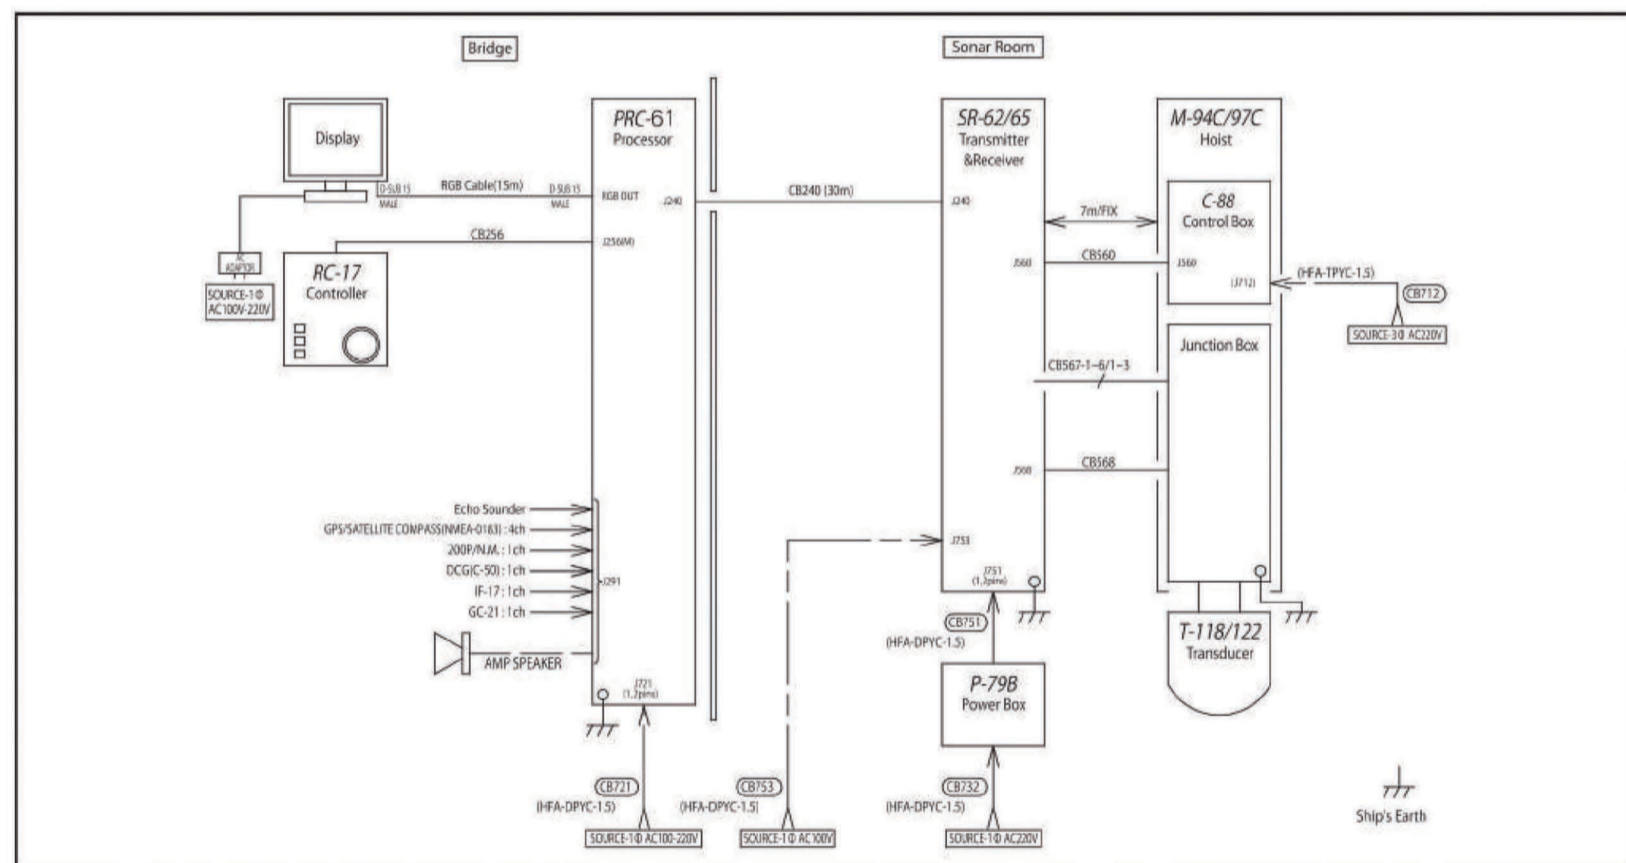 Bridge
Sonar Room
Display
PRC-61
Processor
SR-62/65
Transmitter
&Receiver
M-94C/97C
Hoist
D-SUB 15
MALE
RGB Cable(15m)
D-SUB 15
MALE
RGB OUT
J240
CB240 (30m)
J240
C-88
Control Box
7m/FIX
CB256
J256(M)
AC
ADAPTOR
SOURCE-1Φ
AC100V-220V
RC-17
Controller
J560
CB560
J560
(J712)
(HFA-TPYC-1.5)
CB712
SOURCE-3Φ AC220V
Junction Box
CB567-1~6/1~3
J568
CB568
Echo Sounder
GPS/SATELLITE COMPASS(NMEA-0183) : 4ch
200P/N.M. : 1ch
DCG(C-50) : 1ch
IF-17 : 1ch
GC-21 : 1ch
J291
AMP SPEAKER
J721
(1,2pins)
J753
J751
(1,2pins)
CB751
(HFA-DPYC-1.5)
P-79B
Power Box
T-118/122
Transducer
CB721
(HFA-DPYC-1.5)
SOURCE-1Φ AC100-220V
CB753
(HFA-DPYC-1.5)
SOURCE-1Φ AC100V
CB732
(HFA-DPYC-1.5)
SOURCE-1Φ AC220V
Ship's Earth